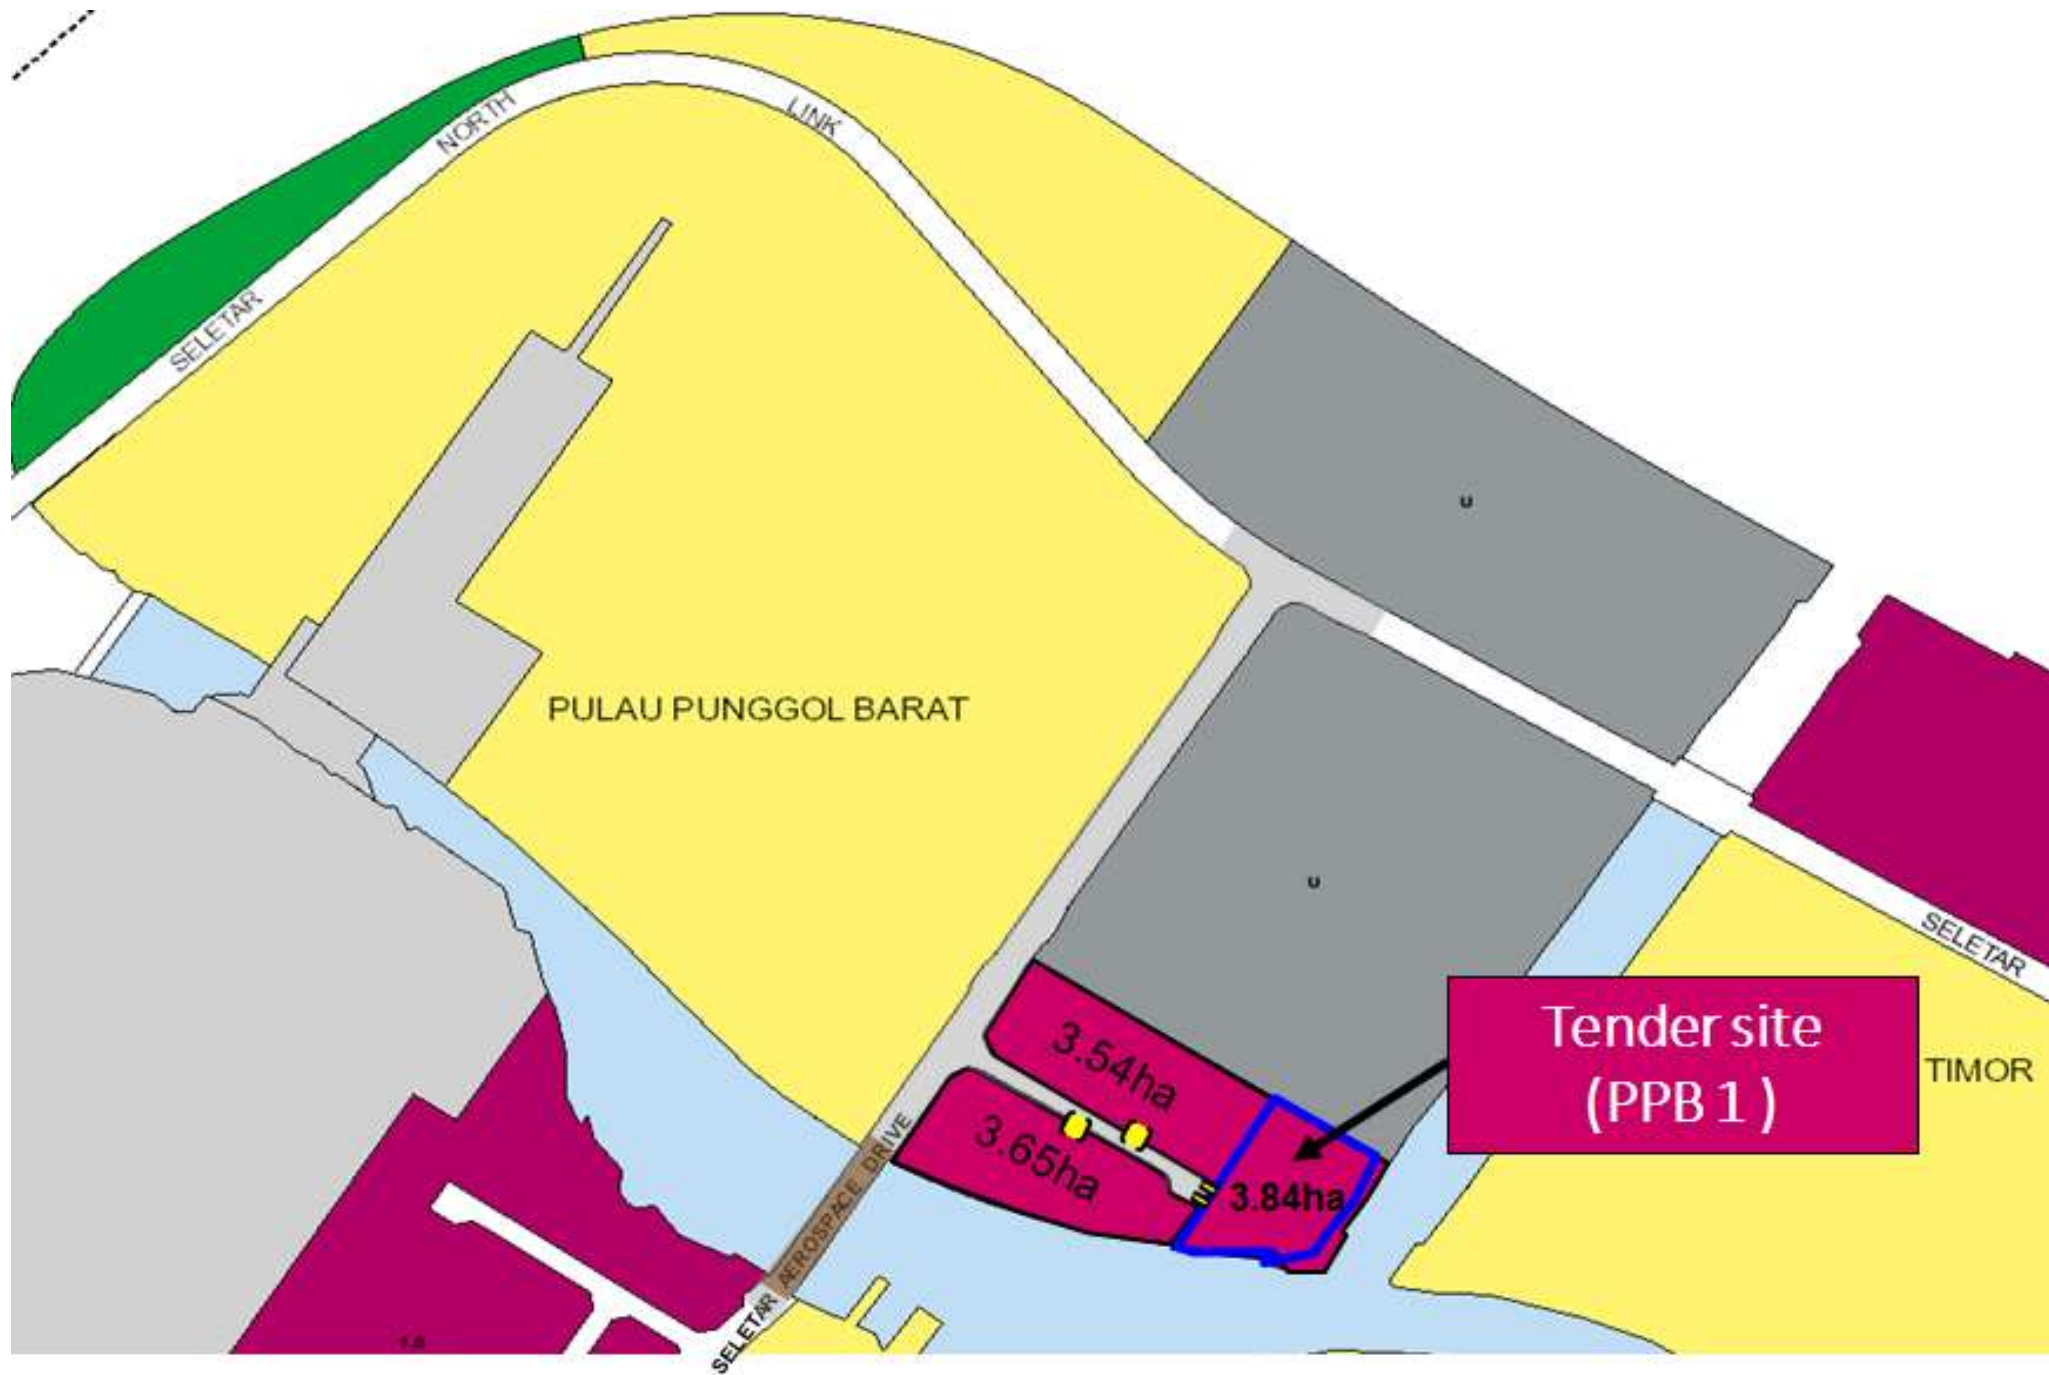 NORTH
LINK
SELETAR
U
PULAU PUNGGOL BARAT
U
SELETAR
Tender site
(PPB 1 )
TIMOR
3.54ha
3.65ha
3.84ha
SELETAR AEROSPACE DRIVE